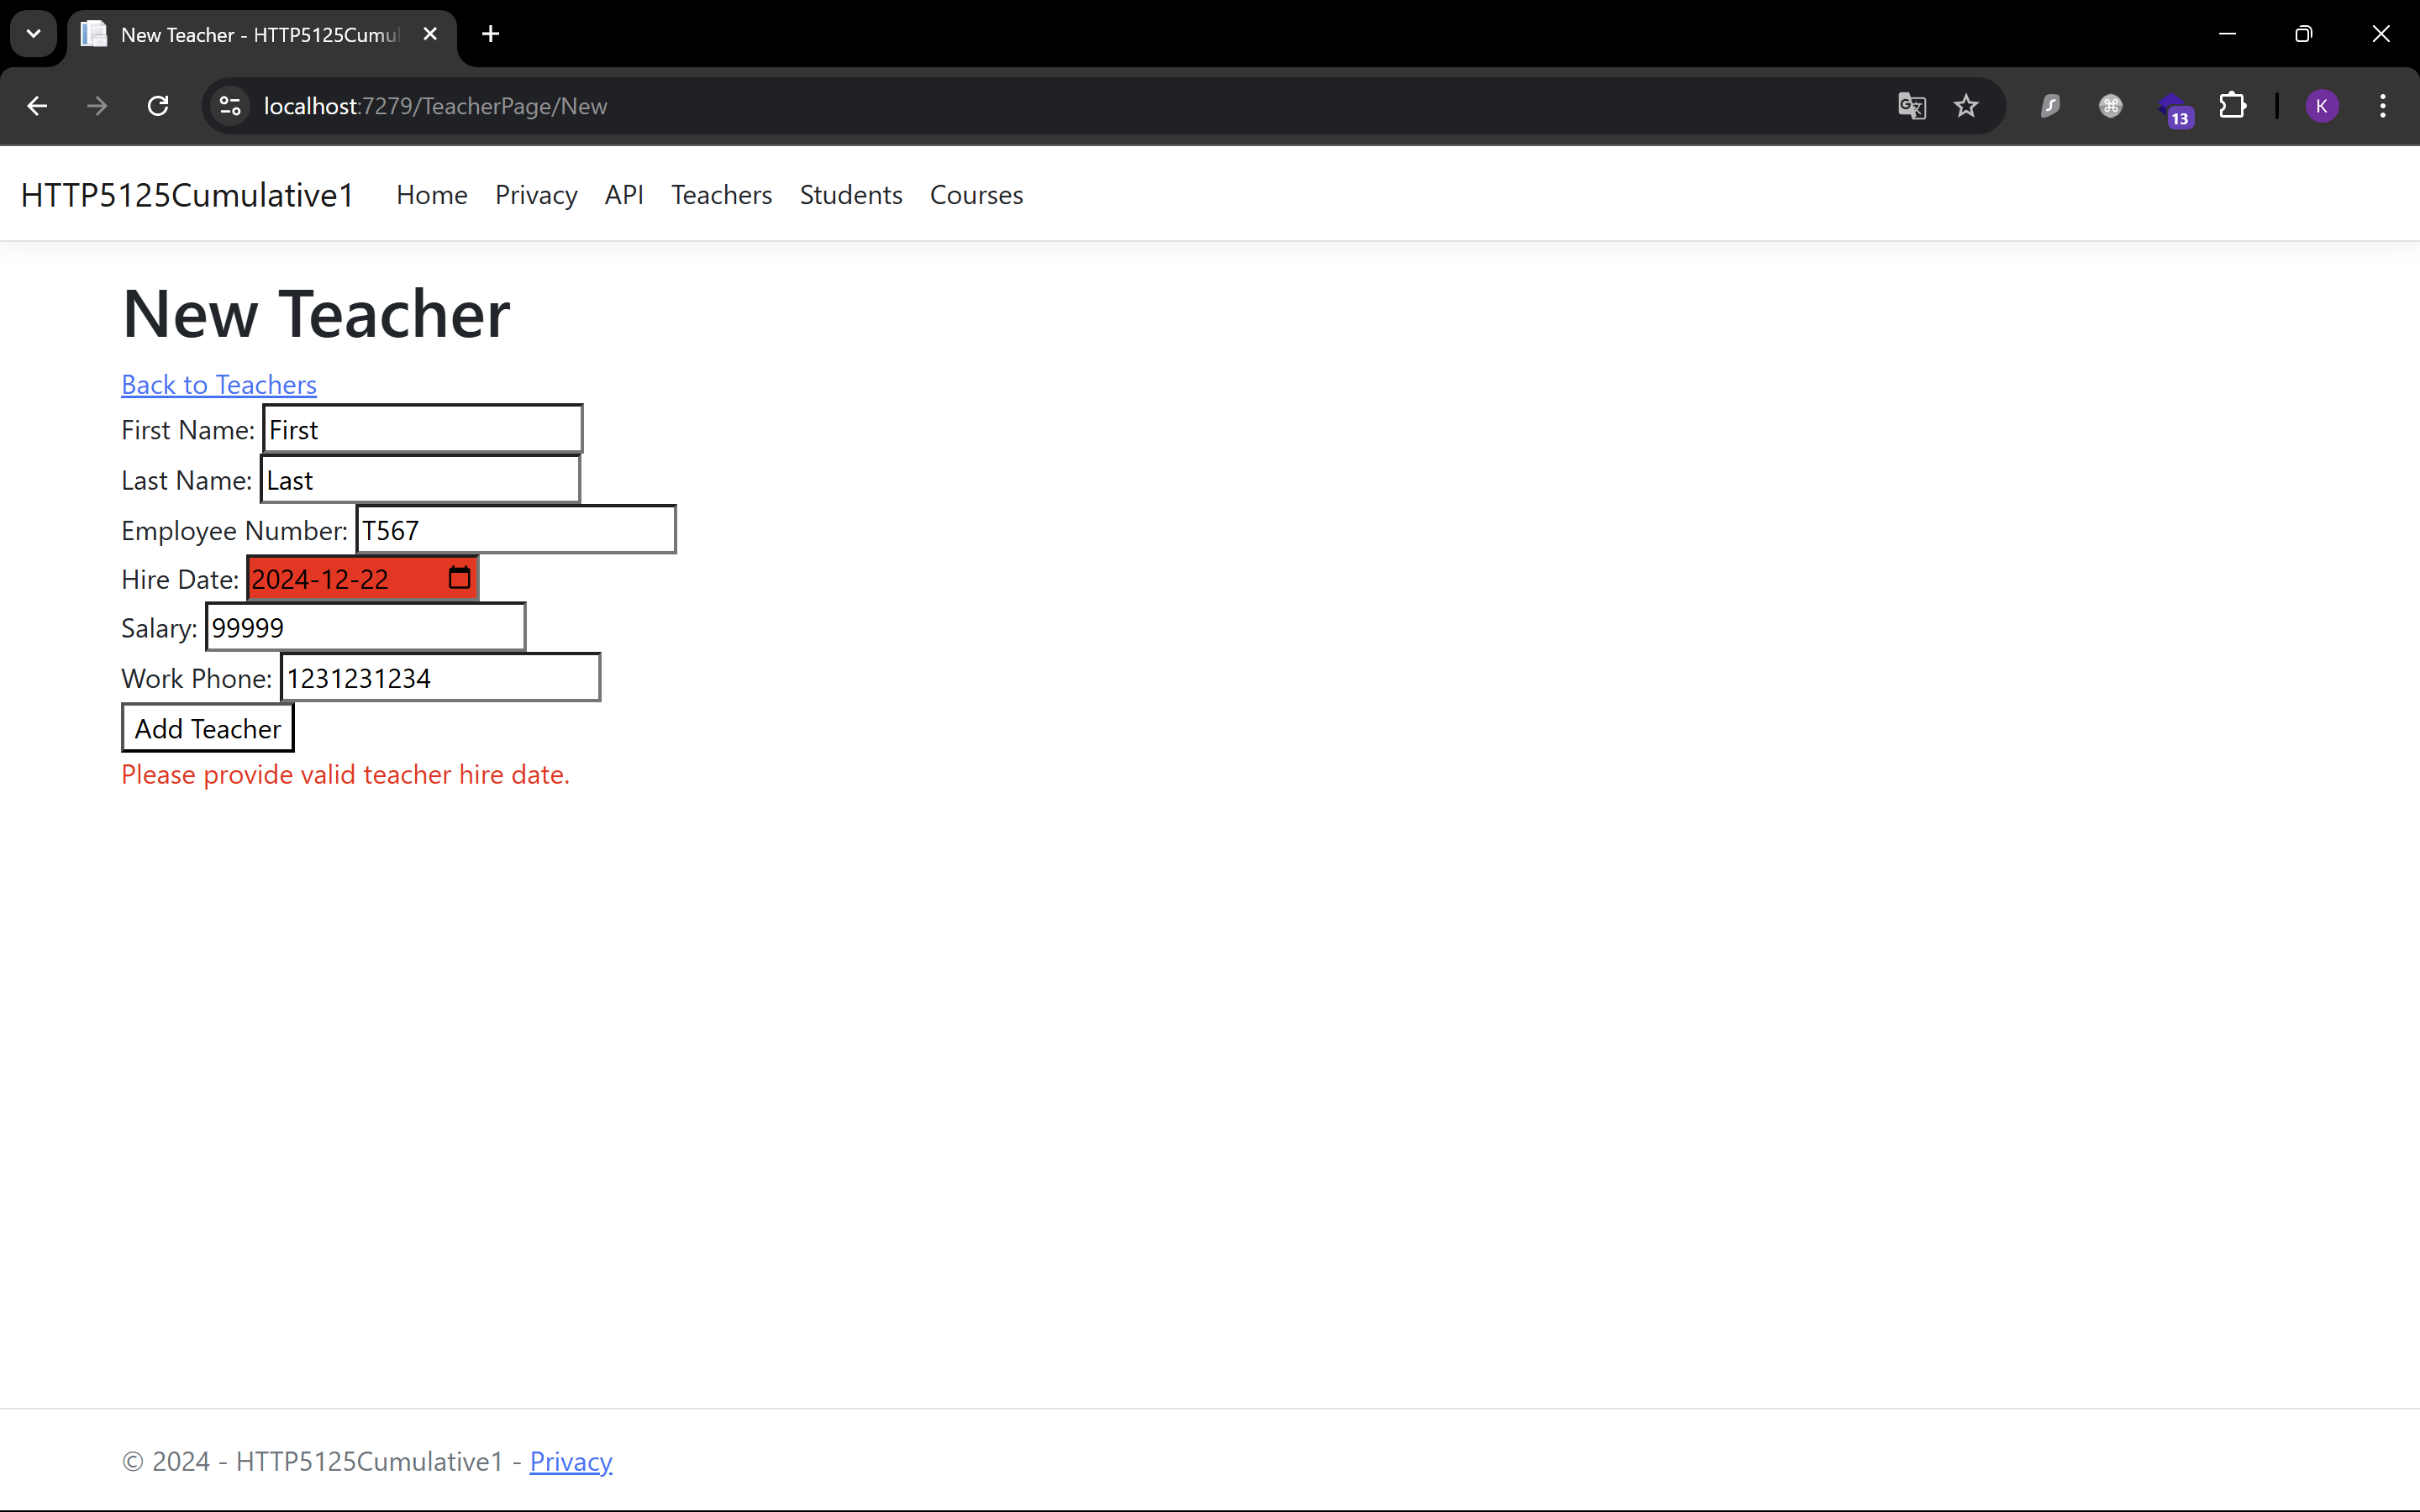 New Teacher - HTTP5125Cumul
localhost:7279/TeacherPage/New
13
K
HTTP5125Cumulative1 Home Privacy API Teachers Students Courses
New Teacher
Back to Teachers
First Name: First
Last Name: Last
Employee Number: T567
Hire Date: 2024-12-22
Salary: 99999
Work Phone: 1231231234
Add Teacher
Please provide valid teacher hire date.
© 2024 - HTTP5125Cumulative1 - Privacy